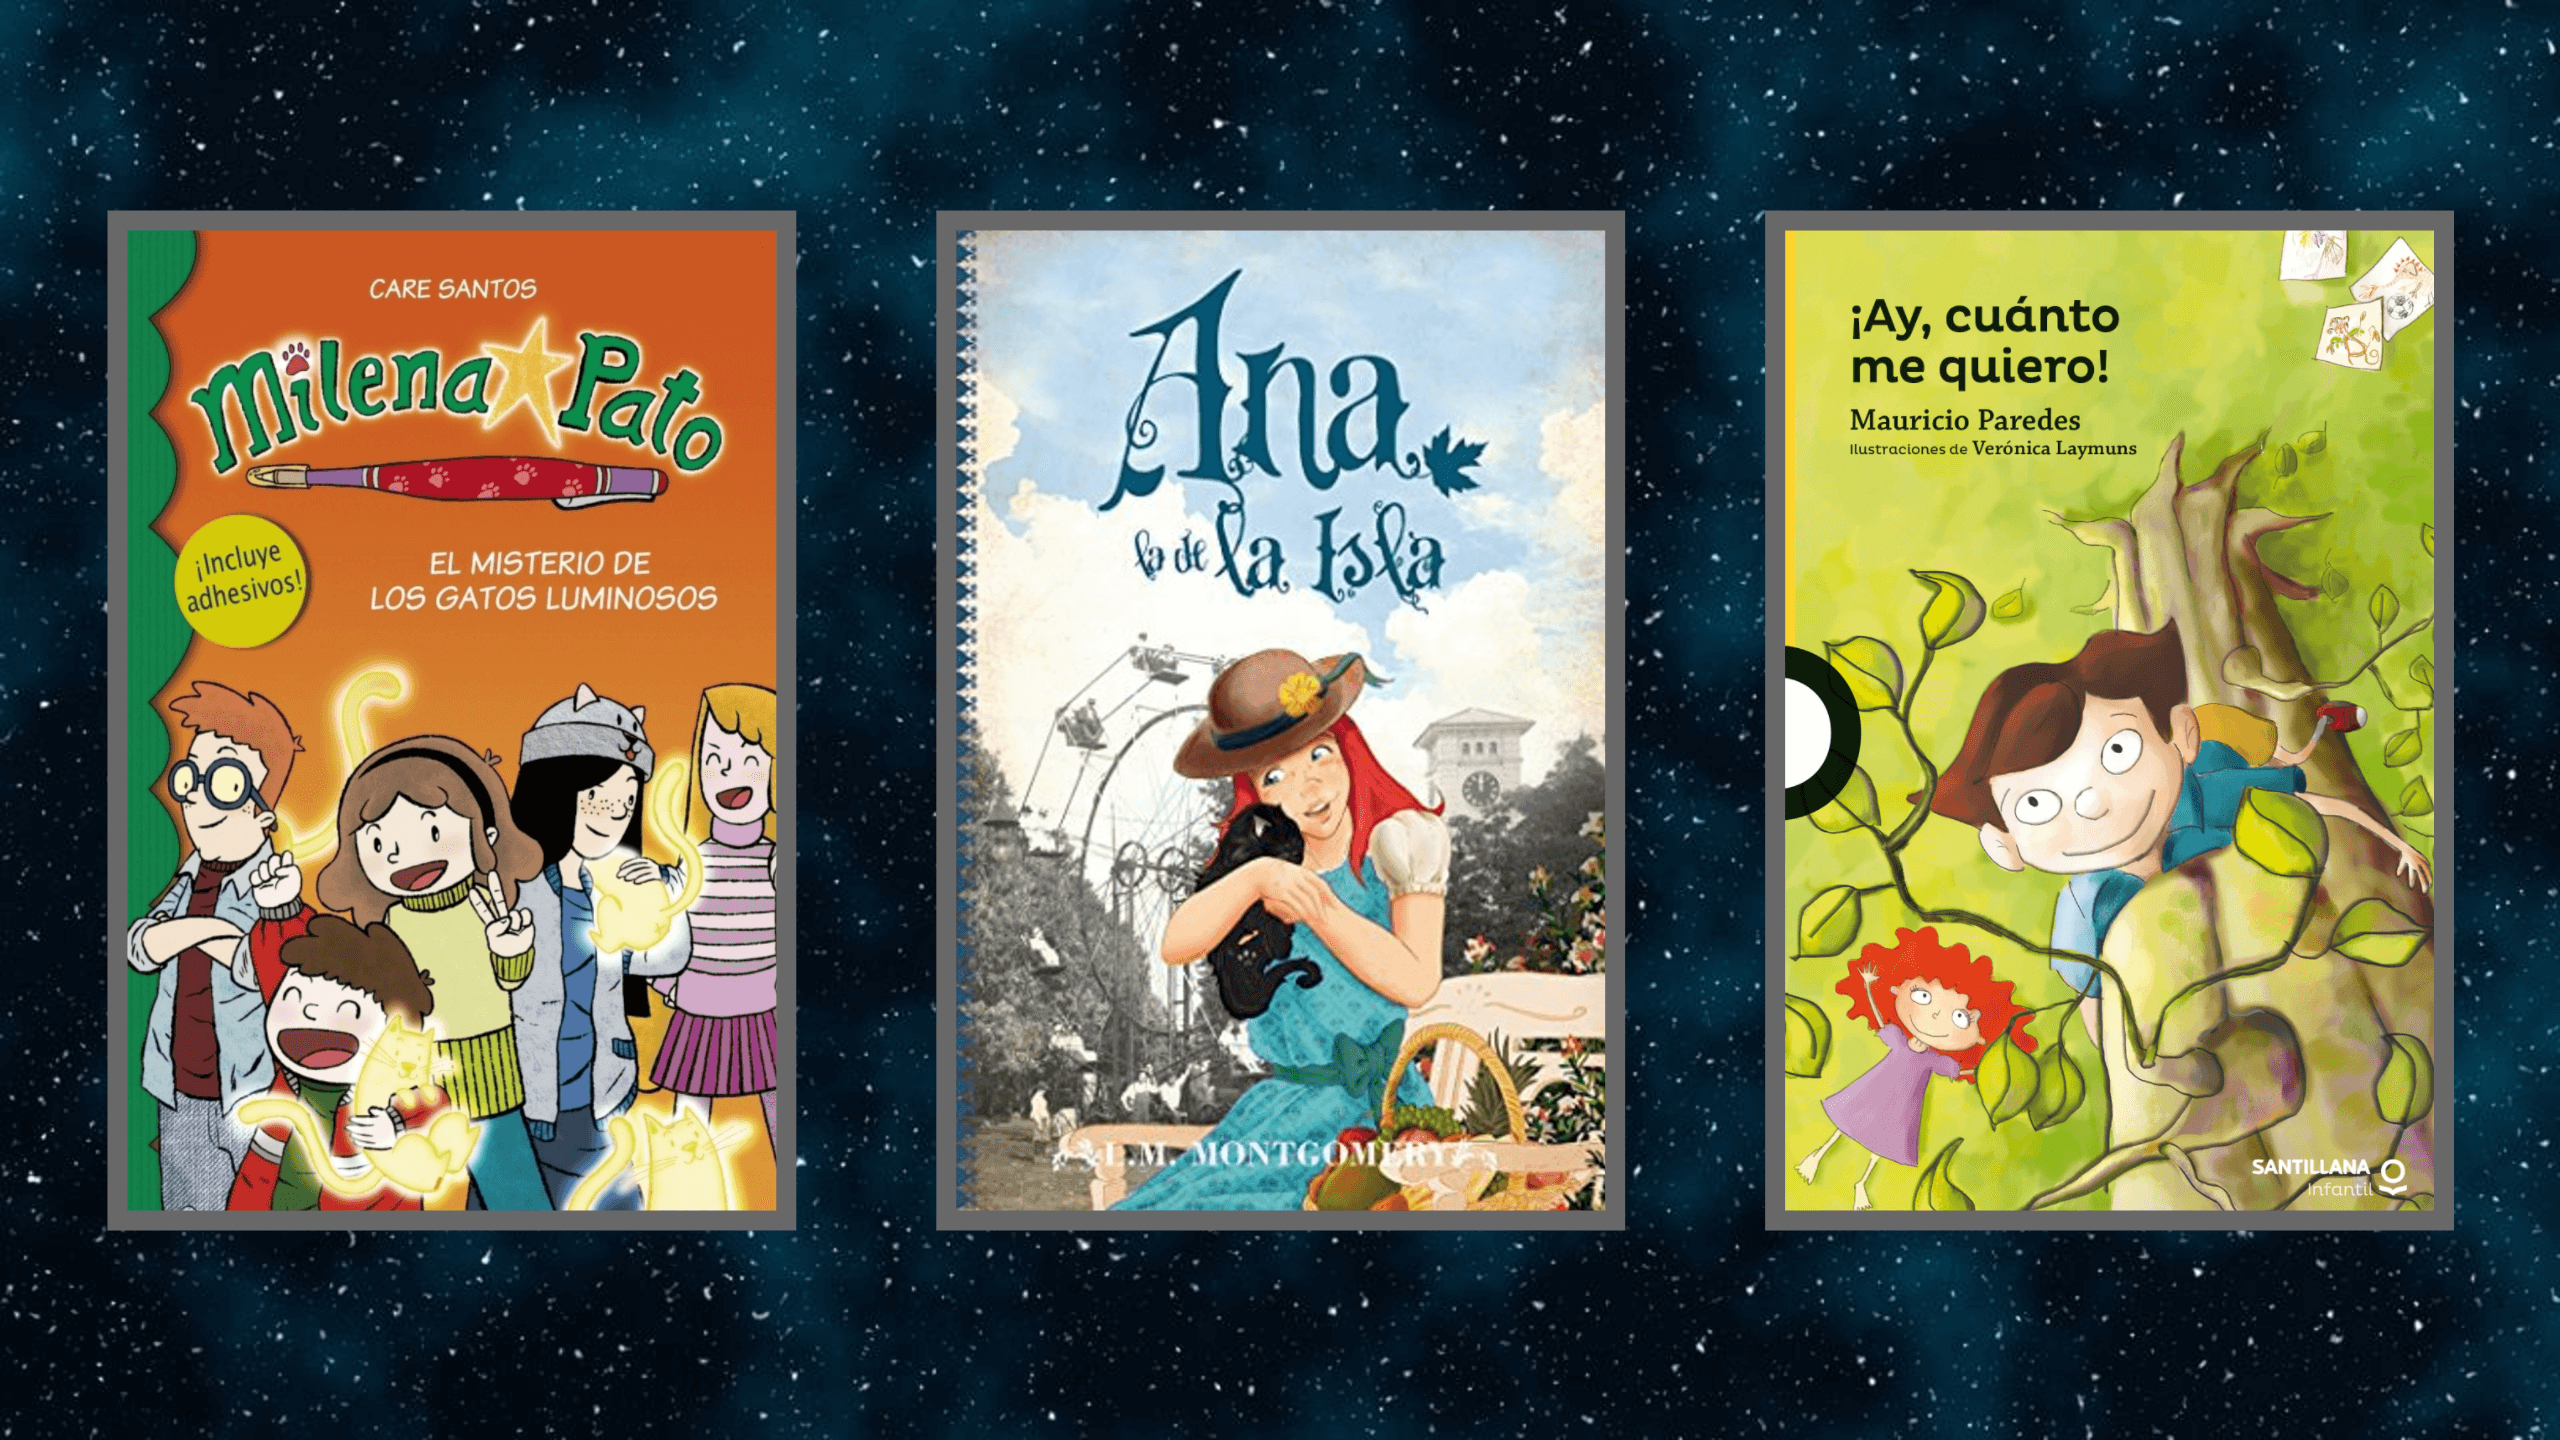 CARE SANTOS
Milena Pato
¡Incluye
adhesivos!
EL MISTERIO DE
LOS GATOS LUMINOSOS
Ana
la de la Isla
L.M. MONTGOMERY
¡Ay, cuánto
me quiero!
Mauricio Paredes
Ilustraciones de Verónica Laymuns
SANTILLANA
Infantil